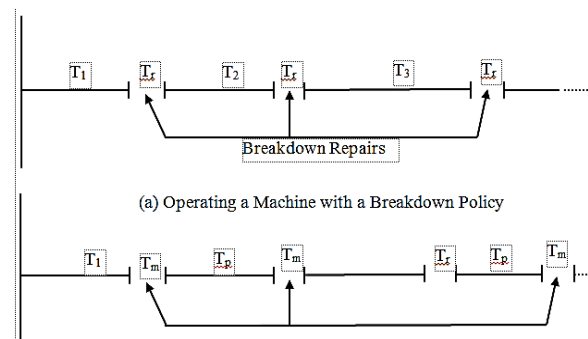 T₁ Tᵣ T₂ Tᵣ T₃ Tᵣ
Breakdown Repairs
(a) Operating a Machine with a Breakdown Policy
T₁ Tₘ Tₚ Tₘ Tᵣ Tₚ Tₘ